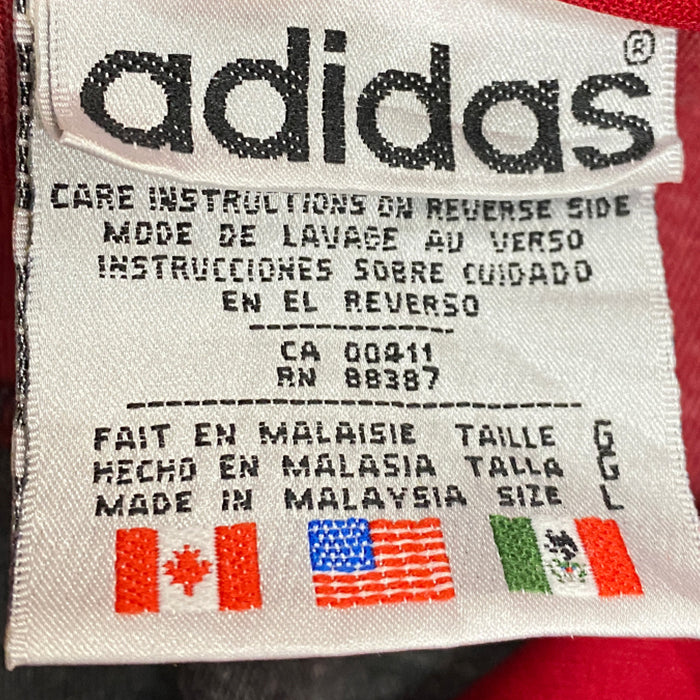 adidas®
CARE INSTRUCTIONS ON REVERSE SIDE
MODE DE LAVAGE AU VERSO
INSTRUCCIONES SOBRE CUIDADO
EN EL REVERSO
CA 00411
RN 88387
FAIT EN MALAISIE TAILLE G
HECHO EN MALASIA TALLA G
MADE IN MALAYSIA SIZE L